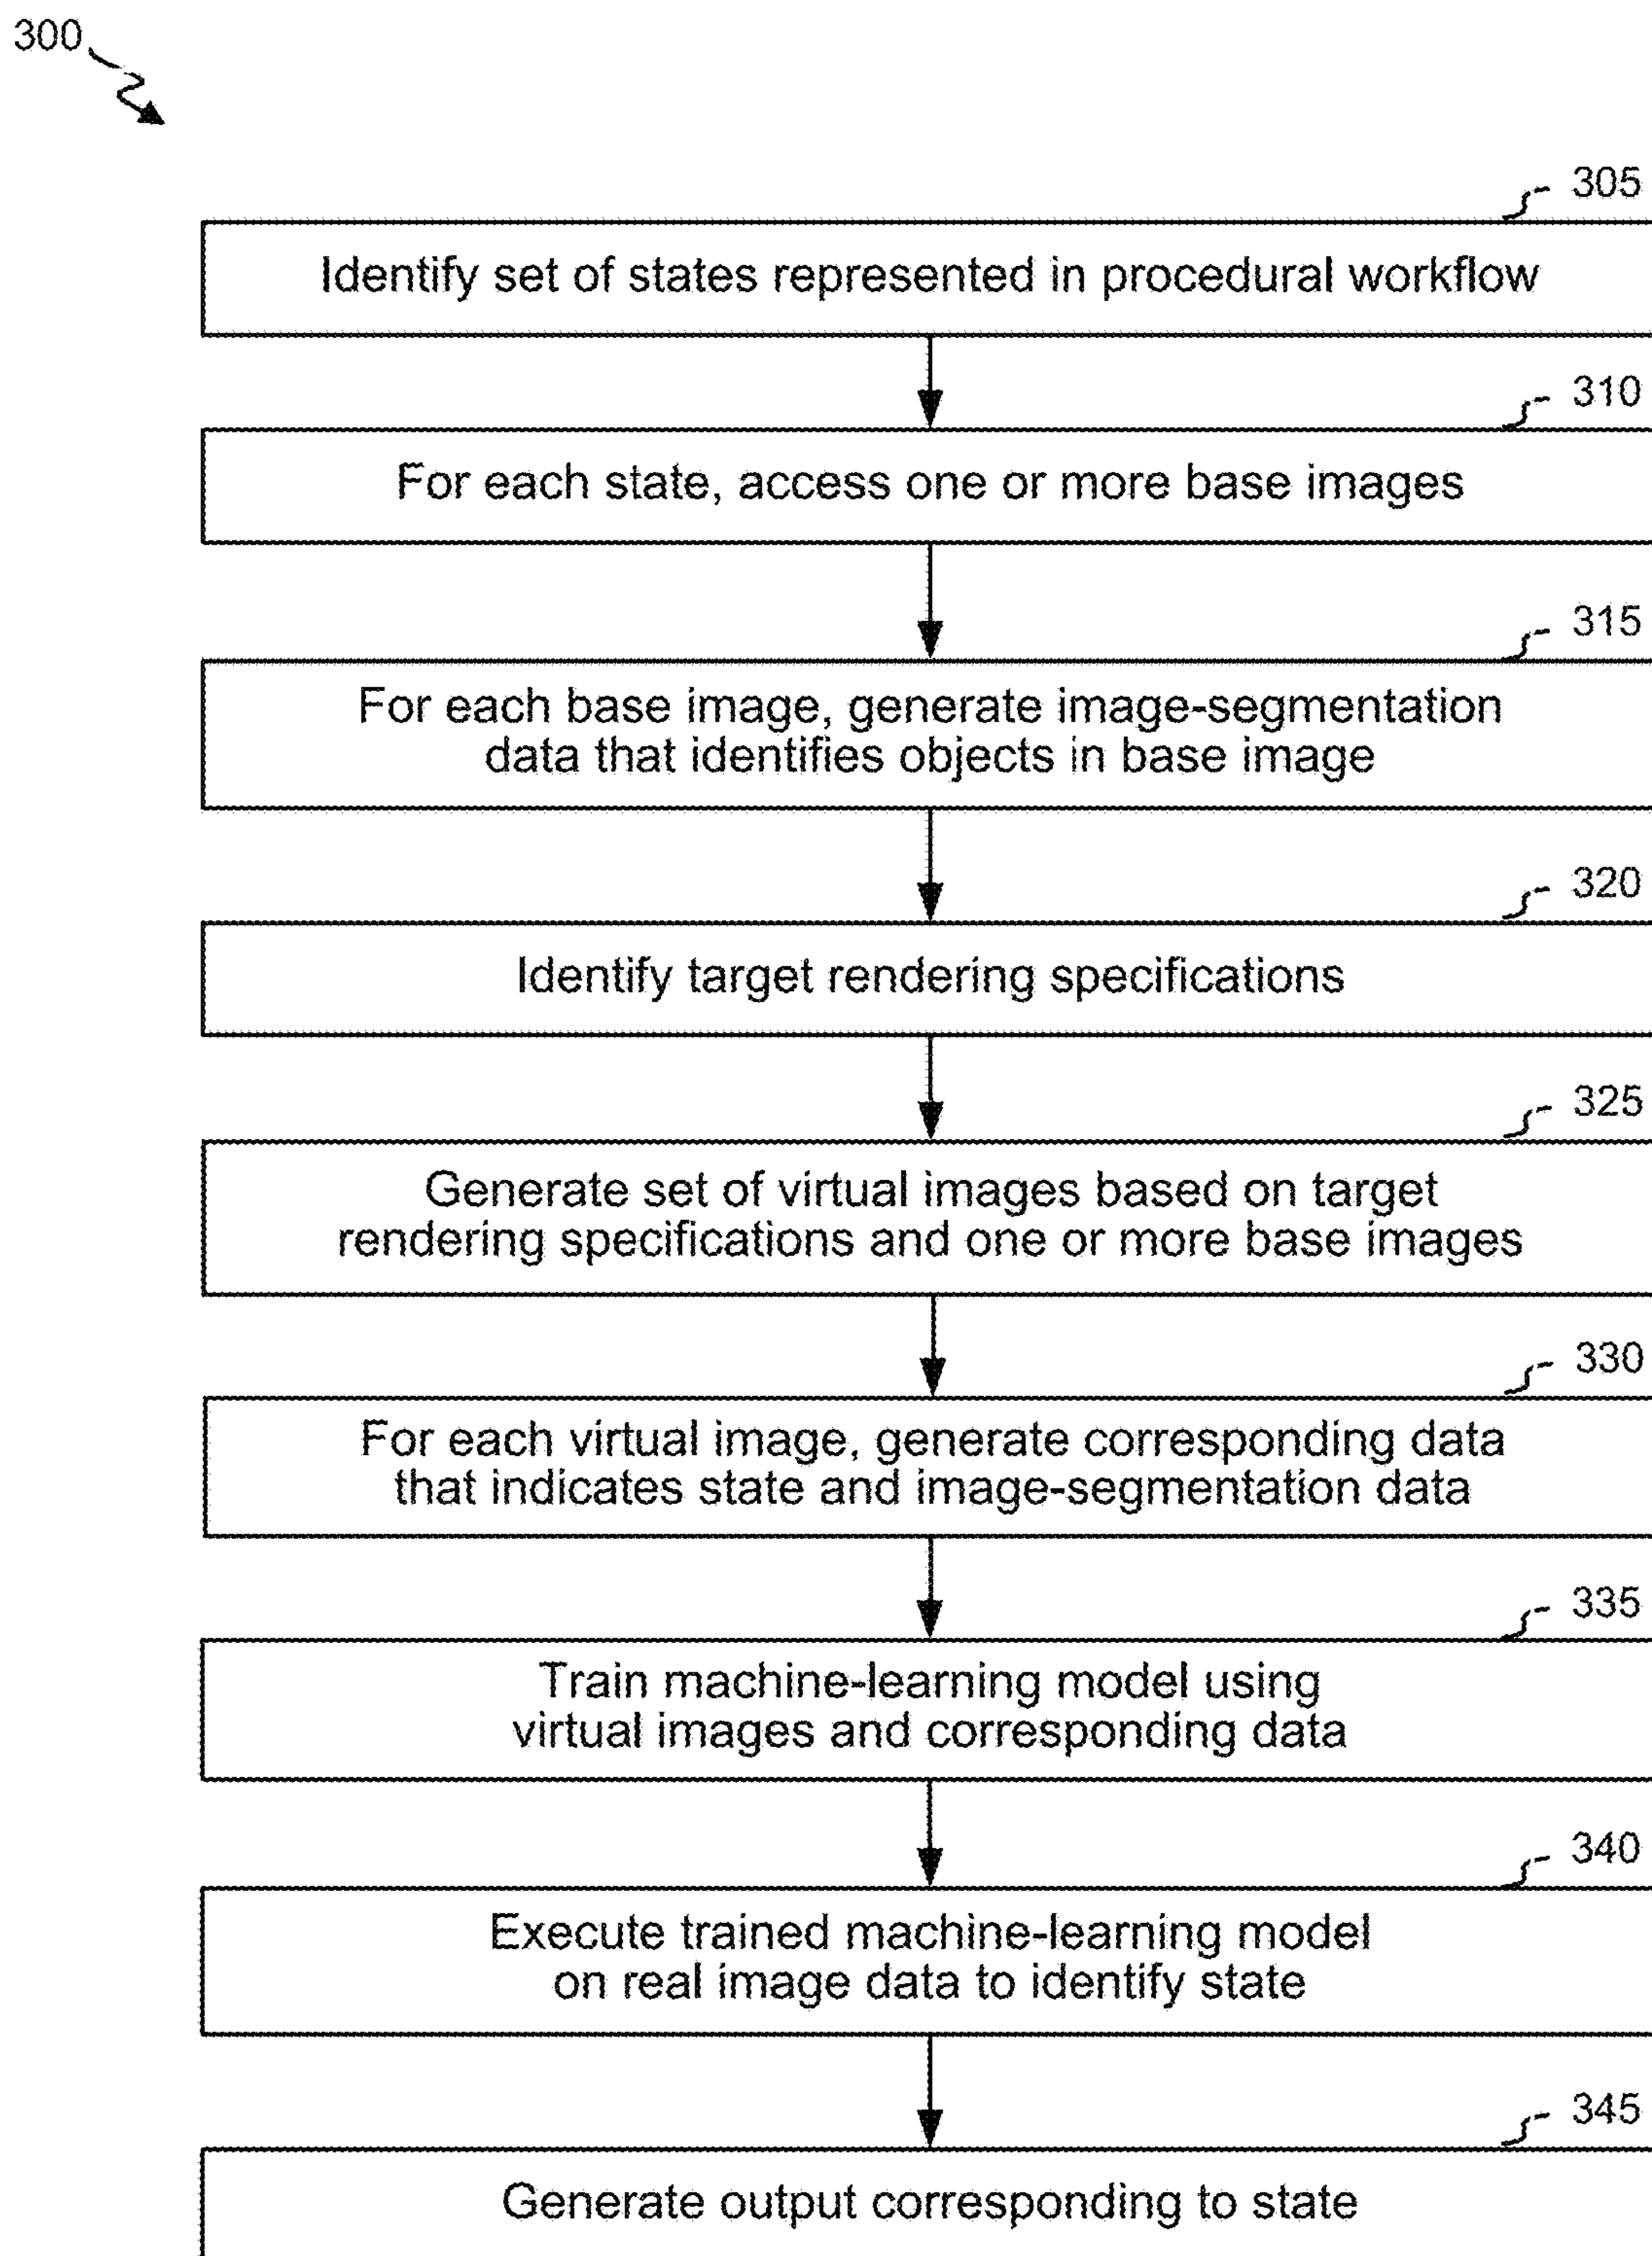 300
305
Identify set of states represented in procedural workflow
310
For each state, access one or more base images
315
For each base image, generate image-segmentation
data that identifies objects in base image
320
Identify target rendering specifications
325
Generate set of virtual images based on target
rendering specifications and one or more base images
330
For each virtual image, generate corresponding data
that indicates state and image-segmentation data
335
Train machine-learning model using
virtual images and corresponding data
340
Execute trained machine-learning model
on real image data to identify state
345
Generate output corresponding to state